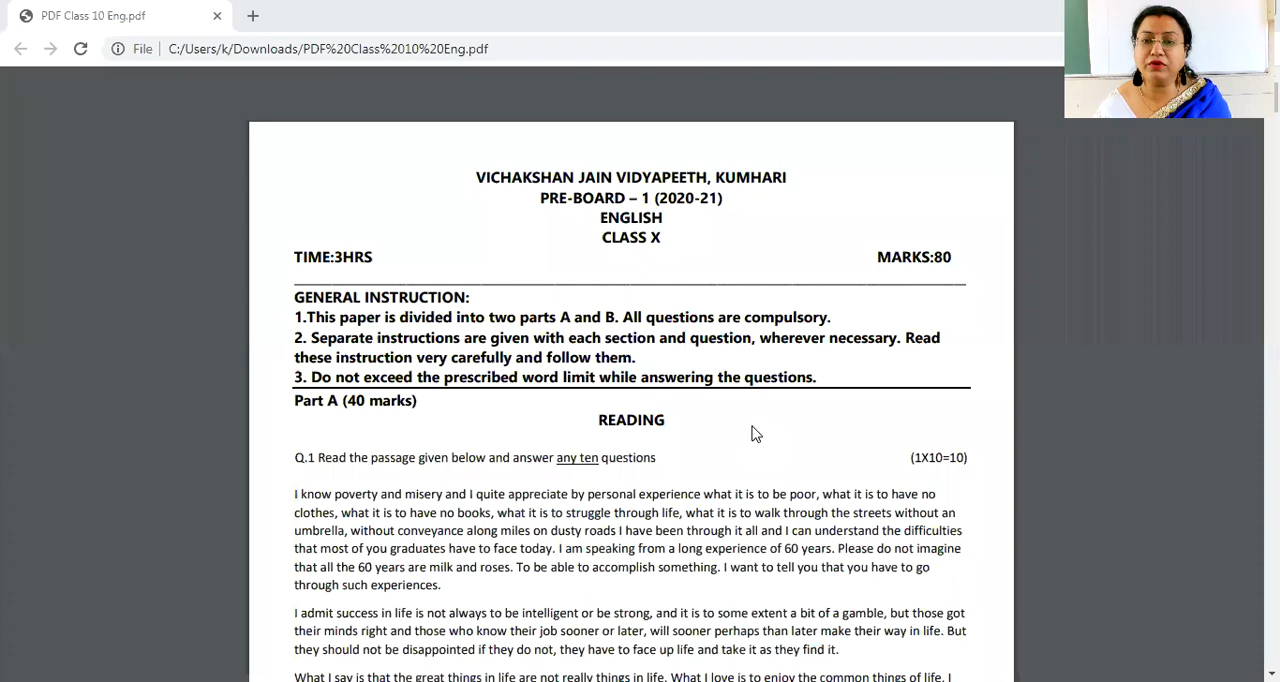 PDF Class 10 Eng.pdf
File C:/Users/k/Downloads/PDF%20Class%2010%20Eng.pdf
VICHAKSHAN JAIN VIDYAPEETH, KUMHARI
PRE-BOARD – 1 (2020-21)
ENGLISH
CLASS X
TIME:3HRS MARKS:80
GENERAL INSTRUCTION:
1.This paper is divided into two parts A and B. All questions are compulsory.
2. Separate instructions are given with each section and question, wherever necessary. Read
these instruction very carefully and follow them.
3. Do not exceed the prescribed word limit while answering the questions.
Part A (40 marks)
READING
Q.1 Read the passage given below and answer any ten questions (1X10=10)
I know poverty and misery and I quite appreciate by personal experience what it is to be poor, what it is to have no
clothes, what it is to have no books, what it is to struggle through life, what it is to walk through the streets without an
umbrella, without conveyance along miles on dusty roads I have been through it all and I can understand the difficulties
that most of you graduates have to face today. I am speaking from a long experience of 60 years. Please do not imagine
that all the 60 years are milk and roses. To be able to accomplish something. I want to tell you that you have to go
through such experiences.
I admit success in life is not always to be intelligent or be strong, and it is to some extent a bit of a gamble, but those got
their minds right and those who know their job sooner or later, will sooner perhaps than later make their way in life. But
they should not be disappointed if they do not, they have to face up life and take it as they find it.
What I say is that the great things in life are not really things in life. What I love is to enjoy the common things of life. I